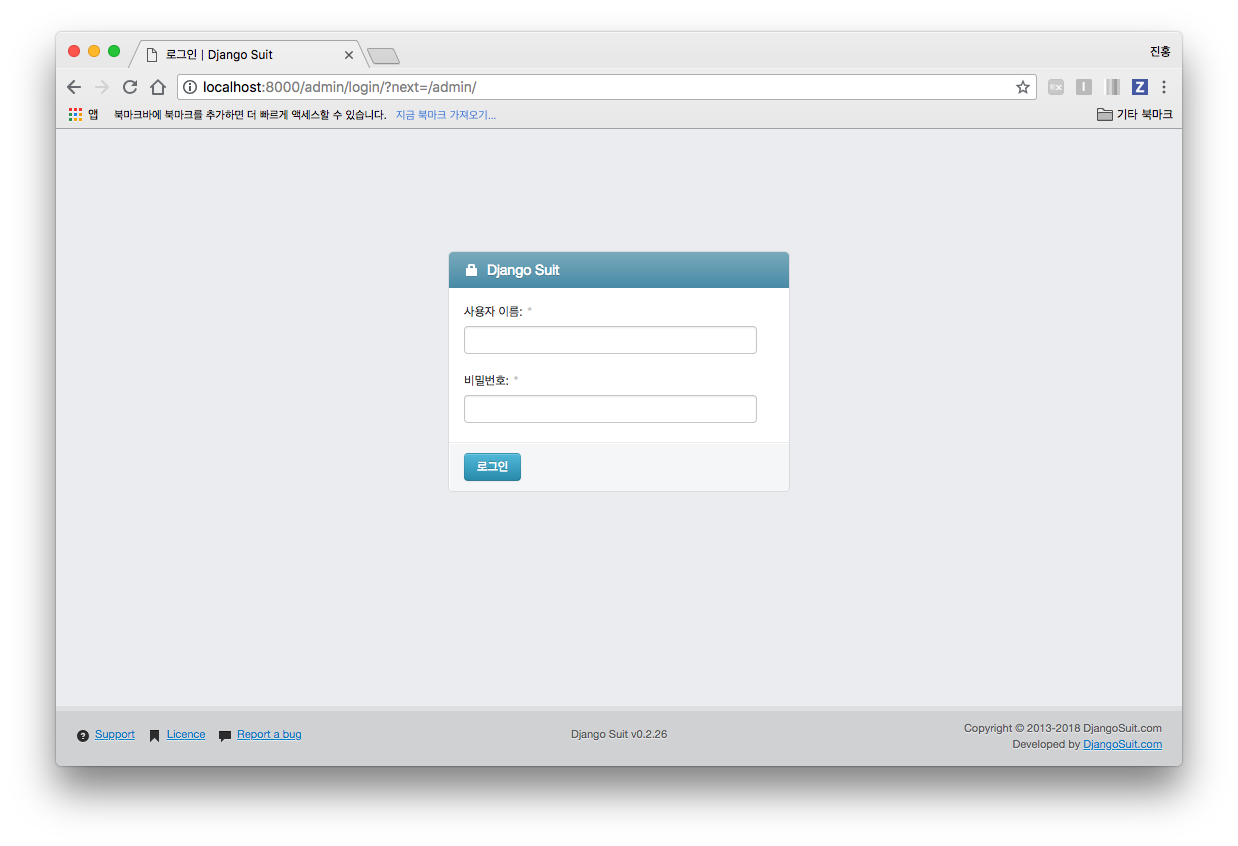 로그인 | Django Suit
진홍
localhost:8000/admin/login/?next=/admin/
Z
앱 북마크바에 북마크를 추가하면 더 빠르게 액세스할 수 있습니다. 지금 북마크 가져오기...
기타 북마크
Django Suit
사용자 이름: *
비밀번호: *
로그인
Support Licence Report a bug
Django Suit v0.2.26
Copyright © 2013-2018 DjangoSuit.com
Developed by DjangoSuit.com